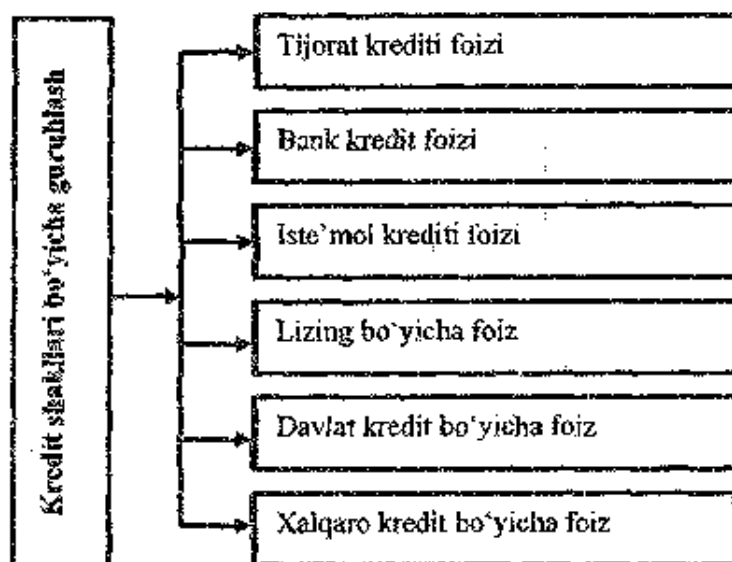 Kredit shakllari bo‘yicha guruhlash
Tijorat krediti foizi
Bank kredit foizi
Iste’mol krediti foizi
Lizing bo‘yicha foiz
Davlat kredit bo‘yicha foiz
Xalqaro kredit bo‘yicha foiz